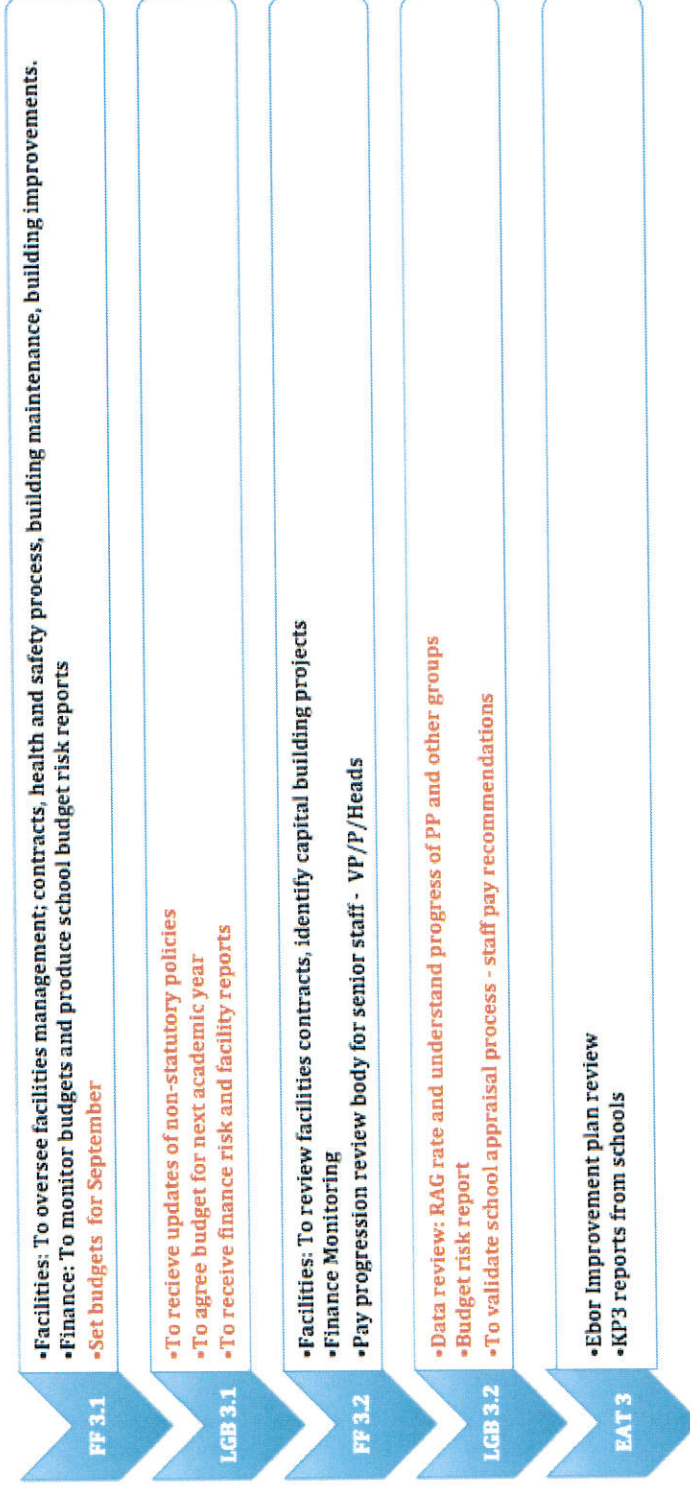 FF 3.1
•Facilities: To oversee facilities management; contracts, health and safety process, building maintenance, building improvements.
•Finance: To monitor budgets and produce school budget risk reports
•Set budgets for September
LGB 3.1
•To recieve updates of non-statutory policies
•To agree budget for next academic year
•To receive finance risk and facility reports
FF 3.2
•Facilities: To review facilities contracts, identify capital building projects
•Finance Monitoring
•Pay progression review body for senior staff - VP/P/Heads
LGB 3.2
•Data review: RAG rate and understand progress of PP and other groups
•Budget risk report
•To validate school appraisal process - staff pay recommendations
EAT 3
•Ebor Improvement plan review
•KP3 reports from schools